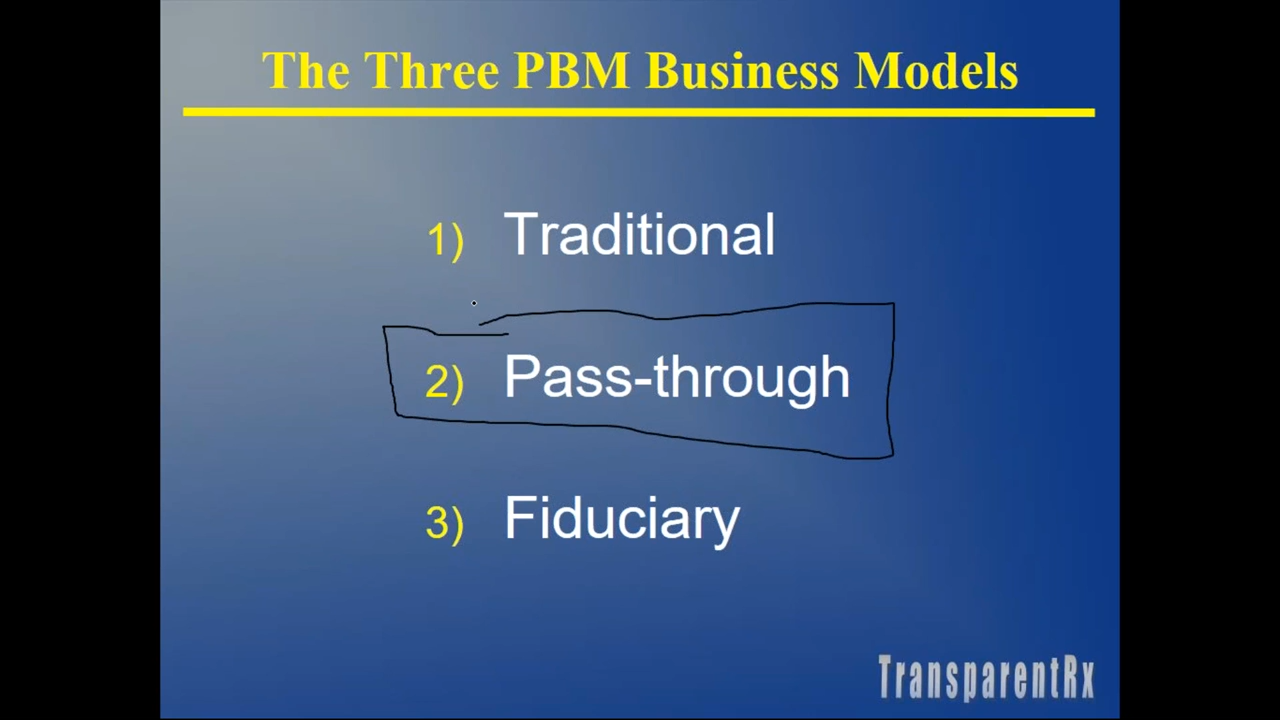 The Three PBM Business Models
1) Traditional
2) Pass-through
3) Fiduciary
TransparentRx